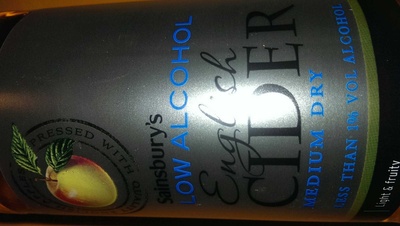 Sainsbury's
LOW ALCOHOL
English
CIDER
MEDIUM DRY
LESS THAN 1% VOL ALCOHOL
Light & fruity
PRESSED WITH